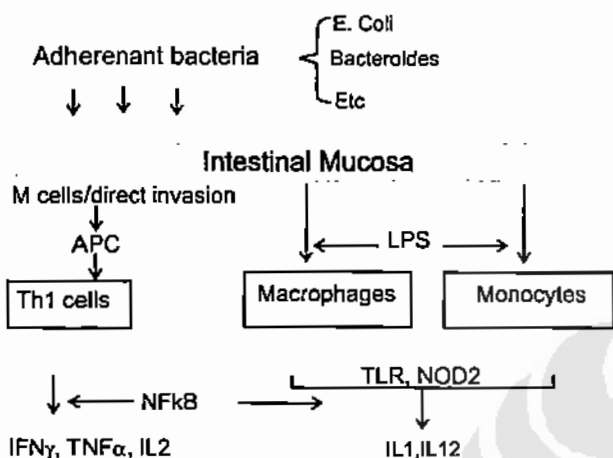 E. Coli
Adherenant bacteria
Bacteroides
Etc
Intestinal Mucosa
M cells/direct invasion
APC
LPS
Th1 cells
Macrophages
Monocytes
TLR, NOD2
NFkB
IFNγ, TNFα, IL2
IL1,IL12